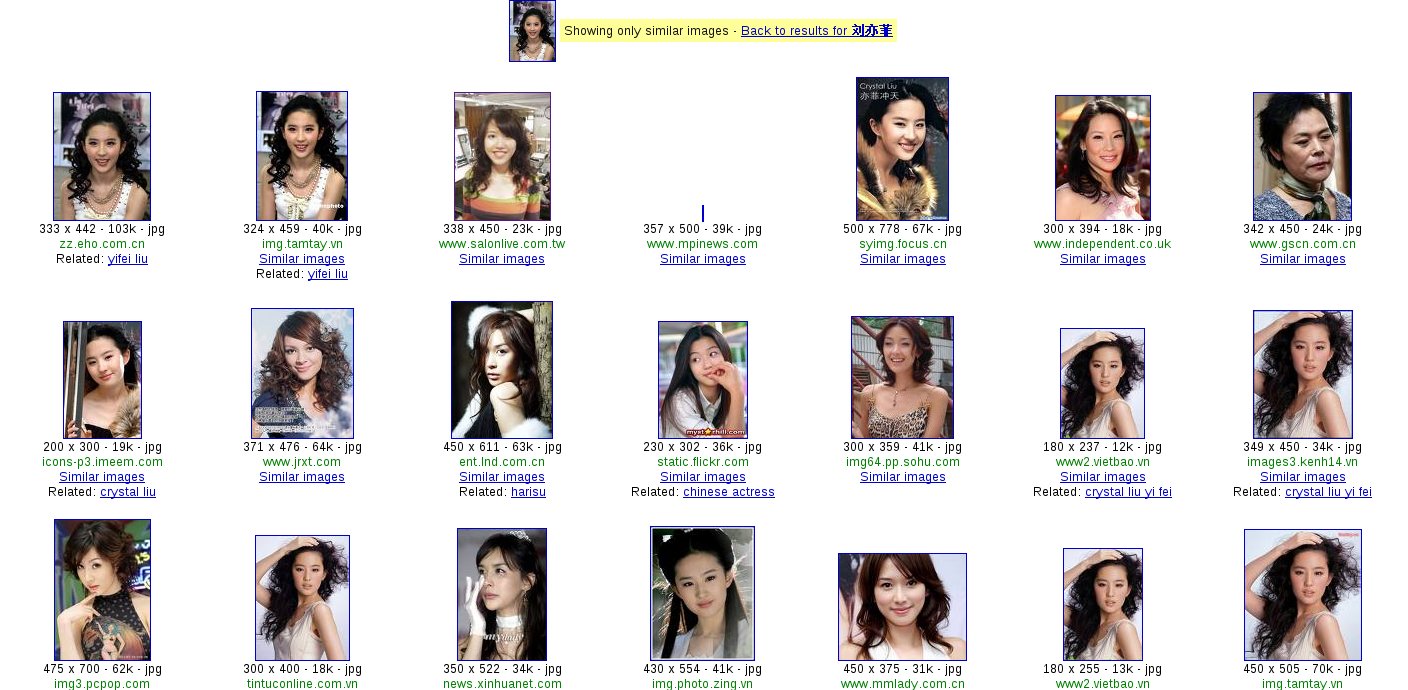 Showing only similar images - Back to results for 刘亦菲
Crystal Liu
亦菲冲天
333 x 442 - 103k - jpg
zz.eho.com.cn
Related: yifei liu
324 x 459 - 40k - jpg
img.tamtay.vn
Similar images
Related: yifei liu
338 x 450 - 23k - jpg
www.salonlive.com.tw
Similar images
357 x 500 - 39k - jpg
www.mpinews.com
Similar images
500 x 778 - 67k - jpg
syimg.focus.cn
Similar images
300 x 394 - 18k - jpg
www.independent.co.uk
Similar images
342 x 450 - 24k - jpg
www.gscn.com.cn
Similar images
200 x 300 - 19k - jpg
icons-p3.imeem.com
Similar images
Related: crystal liu
371 x 476 - 64k - jpg
www.jrxt.com
Similar images
450 x 611 - 63k - jpg
ent.lnd.com.cn
Similar images
Related: harisu
230 x 302 - 36k - jpg
static.flickr.com
Similar images
Related: chinese actress
300 x 359 - 41k - jpg
img64.pp.sohu.com
Similar images
180 x 237 - 12k - jpg
www2.vietbao.vn
Similar images
Related: crystal liu yi fei
349 x 450 - 34k - jpg
images3.kenh14.vn
Similar images
Related: crystal liu yi fei
475 x 700 - 62k - jpg
img3.pcpop.com
300 x 400 - 18k - jpg
tintuconline.com.vn
350 x 522 - 34k - jpg
news.xinhuanet.com
430 x 554 - 41k - jpg
img.photo.zing.vn
450 x 375 - 31k - jpg
www.mmlady.com.cn
180 x 255 - 13k - jpg
www2.vietbao.vn
450 x 505 - 70k - jpg
img.tamtay.vn